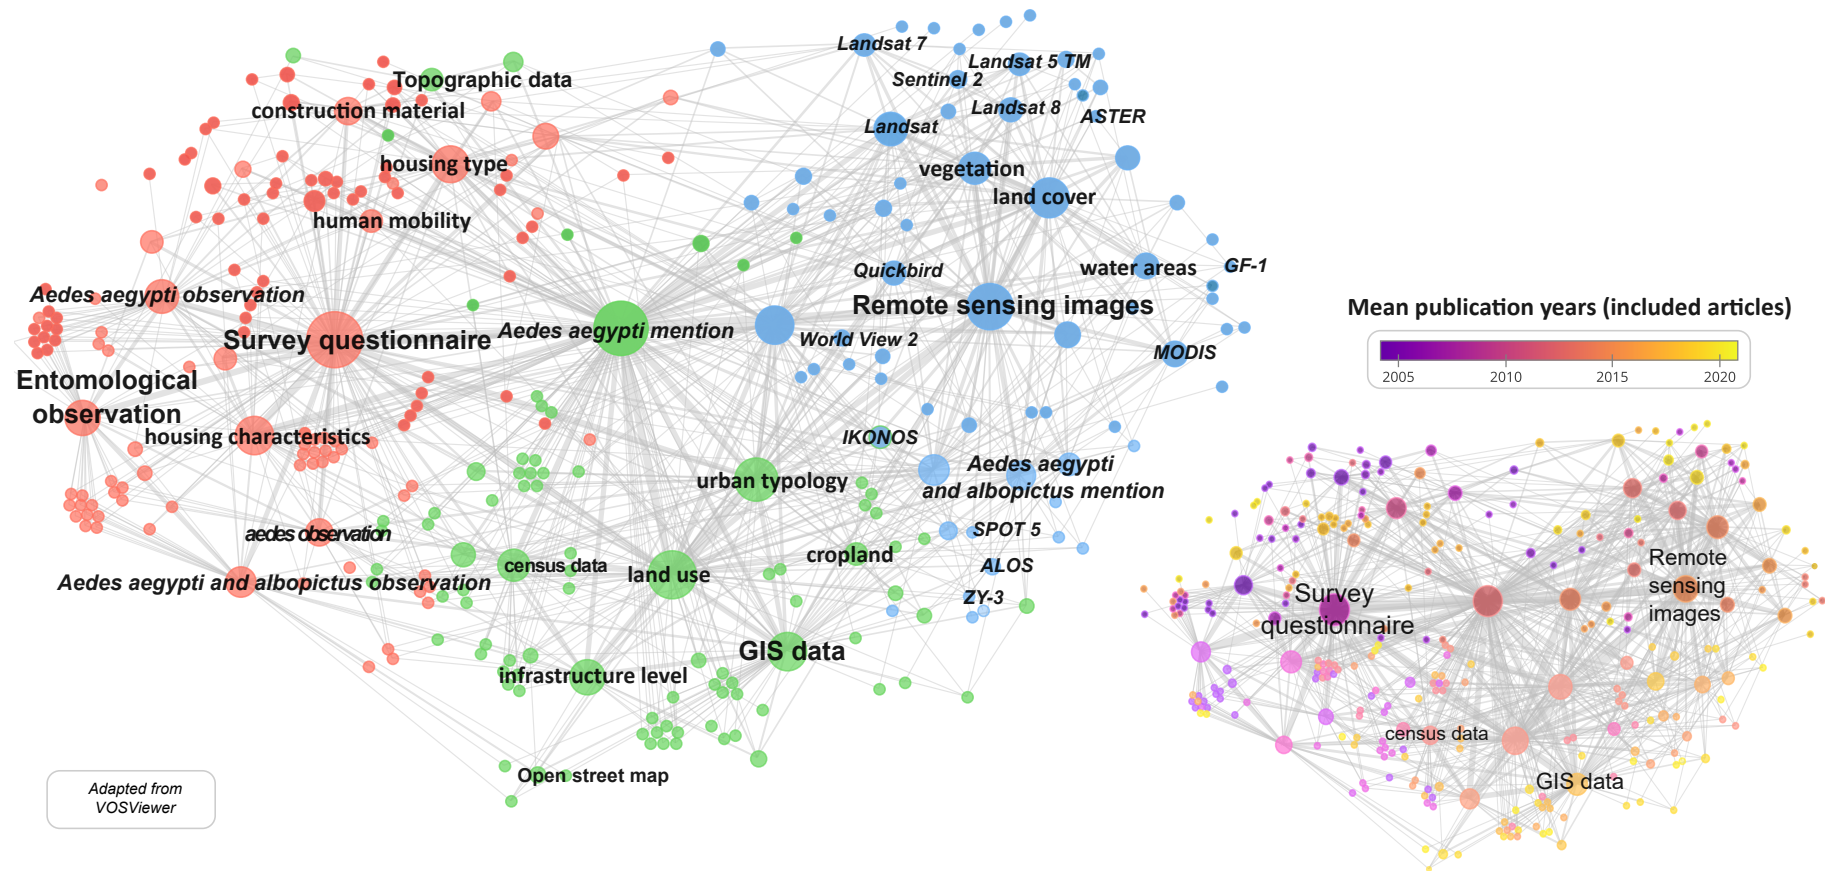 Landsat 7
Landsat 5 TM
Sentinel 2
Topographic data
Landsat 8
construction material
ASTER
Landsat
housing type
vegetation
land cover
human mobility
water areas
GF-1
Quickbird
Aedes aegypti observation
Remote sensing images
Survey questionnaire
Aedes aegypti mention
World View 2
MODIS
Entomological
observation
housing characteristics
IKONOS
Aedes aegypti
and albopictus mention
urban typology
aedes observation
SPOT 5
cropland
census data
land use
ALOS
Aedes aegypti and albopictus observation
ZY-3
GIS data
infrastructure level
Open street map
Adapted from
VOSViewer
Mean publication years (included articles)
2005
2010
2015
2020
Remote
sensing
images
Survey
questionnaire
census data
GIS data